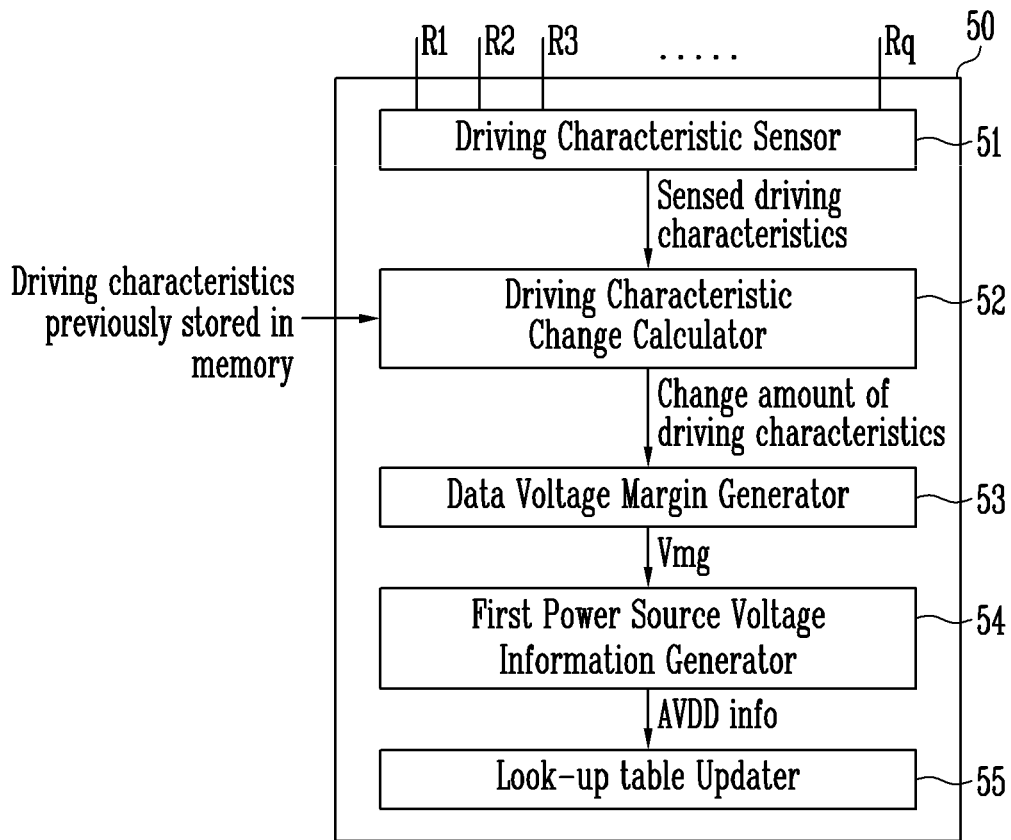 50
R1 R2 R3 ..... Rq
Driving Characteristic Sensor
51
Sensed driving
characteristics
Driving characteristics
previously stored in
memory
Driving Characteristic
Change Calculator
52
Change amount of
driving characteristics
Data Voltage Margin Generator
53
Vmg
First Power Source Voltage
Information Generator
54
AVDD info
Look-up table Updater
55